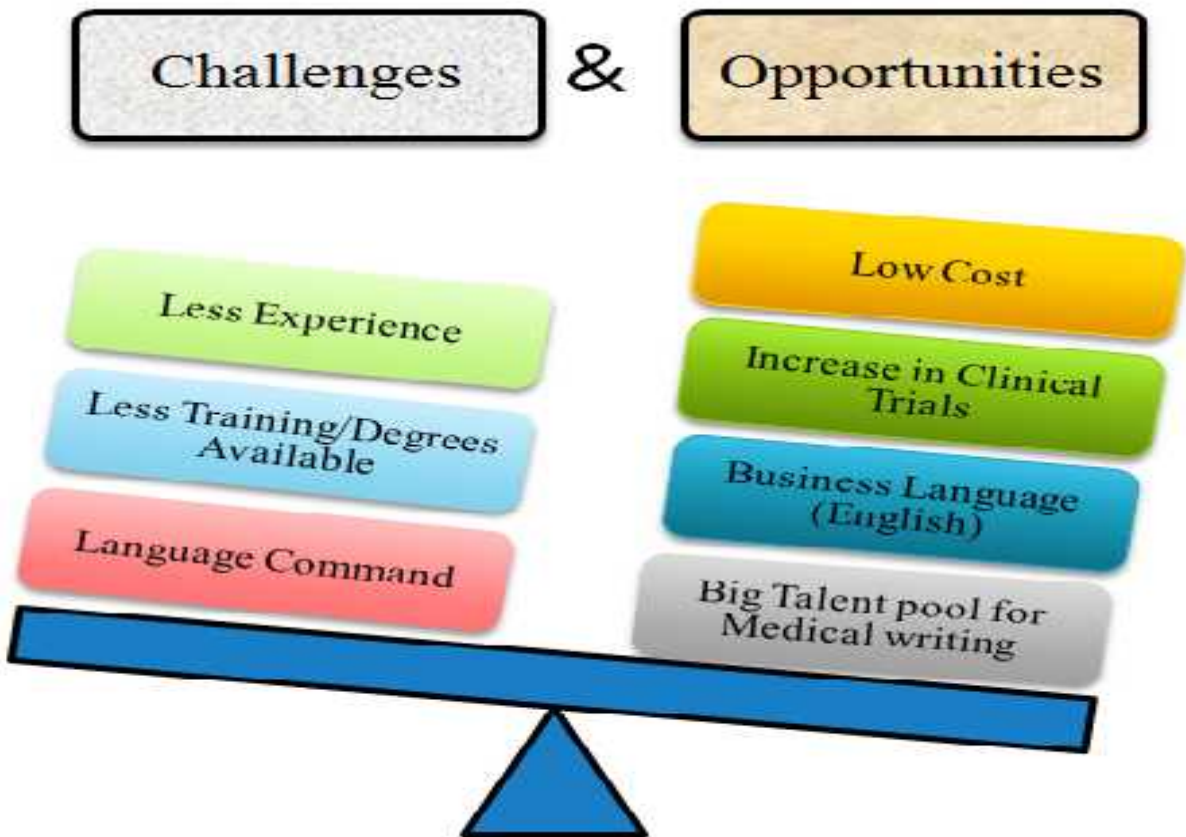 Challenges & Opportunities
Less Experience
Less Training/Degrees
Available
Language Command
Low Cost
Increase in Clinical
Trials
Business Language
(English)
Big Talent pool for
Medical writing